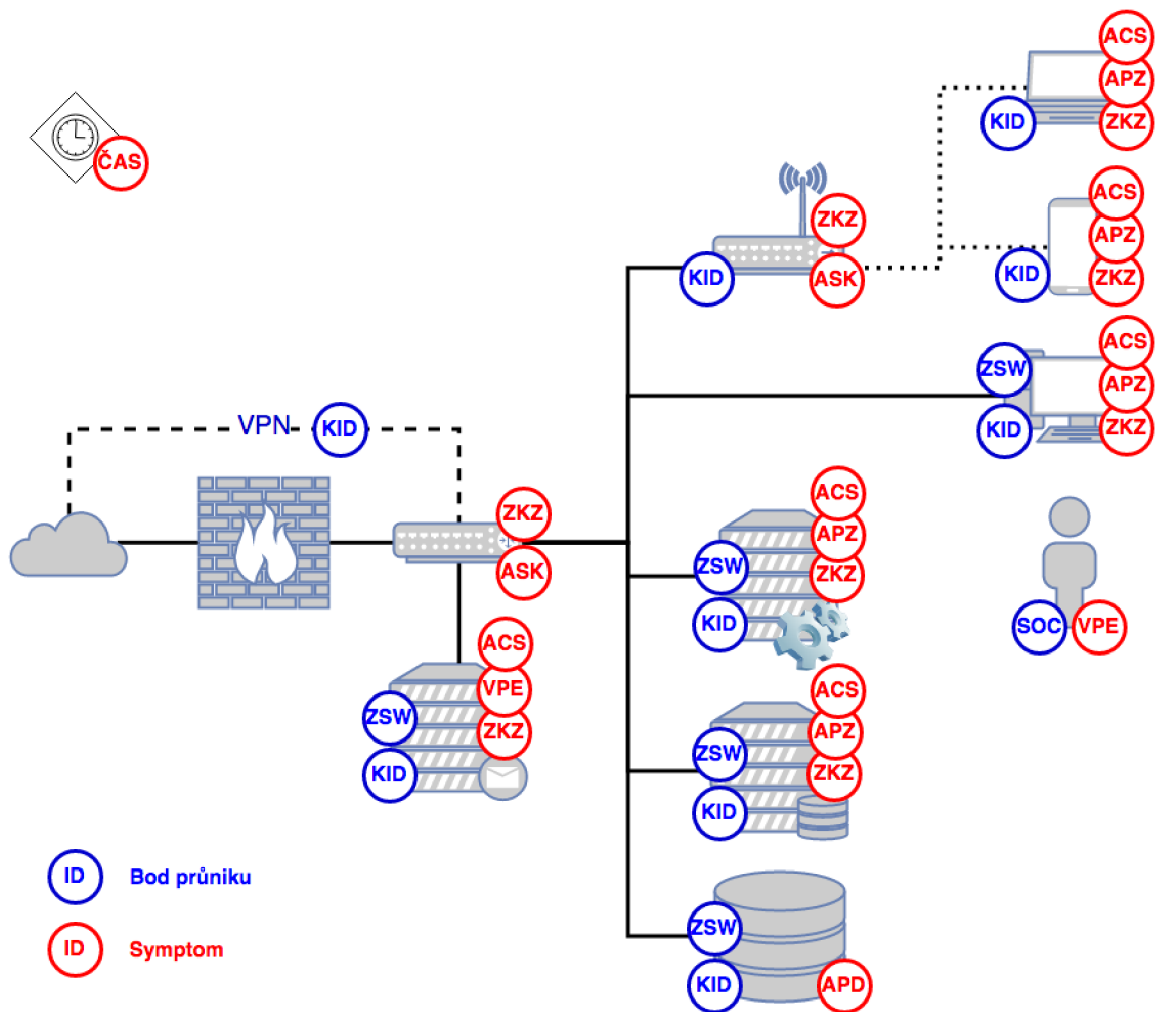 ACS
APZ
KID
ZKZ
ČAS
ACS
ZKZ
APZ
KID
KID
ZKZ
ASK
ACS
ZSW
APZ
VPN
KID
KID
ZKZ
ACS
ZKZ
APZ
ASK
ZSW
ZKZ
KID
SOC
VPE
ACS
VPE
ACS
ZSW
ZKZ
APZ
ZSW
KID
ZKZ
KID
ID
Bod průniku
ZSW
ID
Symptom
KID
APD